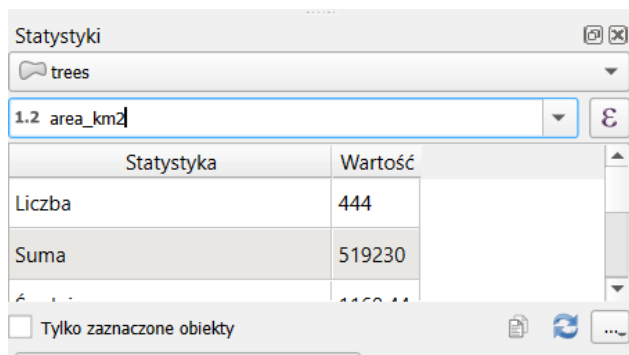 Statystyki
trees
1.2 area_km2
ε
Statystyka Wartość
Liczba 444
Suma 519230
Tylko zaznaczone obiekty
...